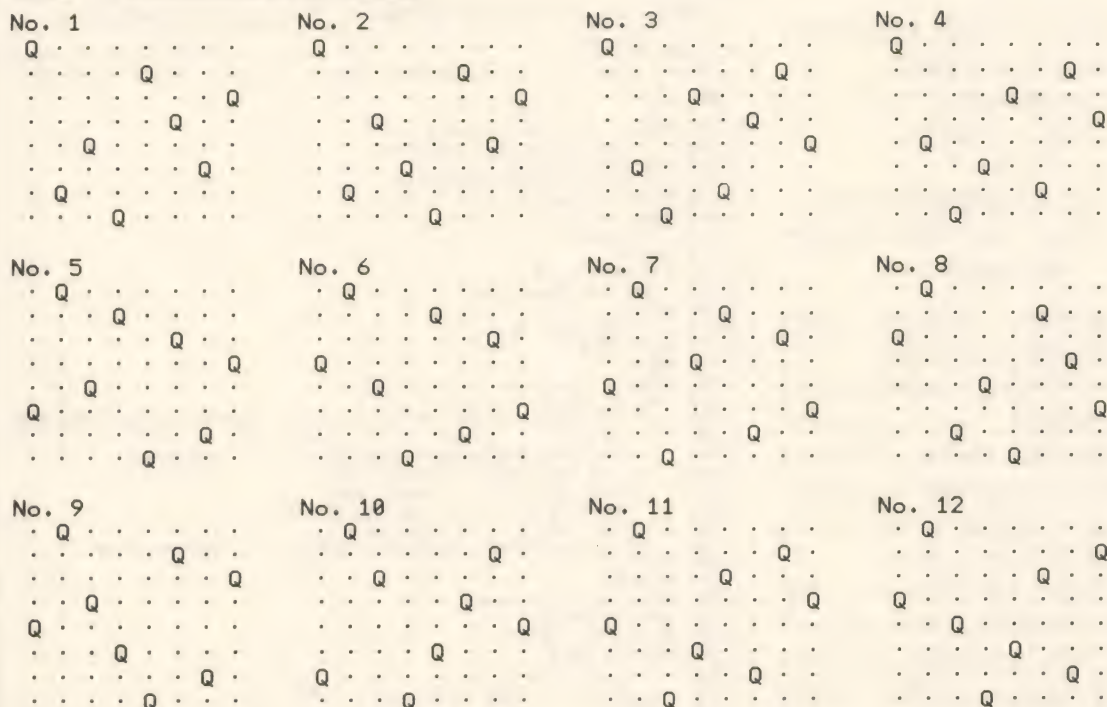 No. 1 No. 2 No. 3 No. 4
Q · · · · · · · Q · · · · · · · Q · · · · · · · Q · · · · · · ·
· · · · Q · · · · · · · · Q · · · · · · · · Q · · · · · · · Q ·
· · · · · · · Q · · · · · · · Q · · · Q · · · · · · · · Q · · ·
· · · · · Q · · · · Q · · · · · · · · · · Q · · · · · · · · · Q
· · Q · · · · · · · · · · · Q · · · · · · · · Q · Q · · · · · ·
· · · · · · Q · · · · Q · · · · · Q · · · · · · · · · Q · · · ·
· Q · · · · · · · Q · · · · · · · · · · Q · · · · · · · · Q · ·
· · · Q · · · · · · · · Q · · · · · Q · · · · · · · Q · · · · ·
No. 5 No. 6 No. 7 No. 8
· Q · · · · · · · Q · · · · · · · Q · · · · · · · Q · · · · · ·
· · · Q · · · · · · · · Q · · · · · · · Q · · · · · · · · Q · ·
· · · · · Q · · · · · · · · Q · · · · · · · Q · Q · · · · · · ·
· · · · · · · Q Q · · · · · · · · · · Q · · · · · · · · · · Q ·
· · Q · · · · · · · Q · · · · · Q · · · · · · · · · · Q · · · ·
Q · · · · · · · · · · · · · · Q · · · · · · · Q · · · · · · · Q
· · · · · · Q · · · · · · Q · · · · · · · Q · · · · Q · · · · ·
· · · · Q · · · · · · Q · · · · · · Q · · · · · · · · · Q · · ·
No. 9 No. 10 No. 11 No. 12
· Q · · · · · · · Q · · · · · · · Q · · · · · · · Q · · · · · ·
· · · · · Q · · · · · · · · Q · · · · · · · Q · · · · · · · · Q
· · · · · · · Q · · Q · · · · · · · · · Q · · · · · · · · Q · ·
· · Q · · · · · · · · · · Q · · · · · · · · · Q Q · · · · · · ·
Q · · · · · · · · · · · · · · Q Q · · · · · · · · · Q · · · · ·
· · · Q · · · · · · · · Q · · · · · · Q · · · · · · · · Q · · ·
· · · · · · Q · Q · · · · · · · · · · · · Q · · · · · · · · Q ·
· · · · Q · · · · · · Q · · · · · · Q · · · · · · · · Q · · · ·